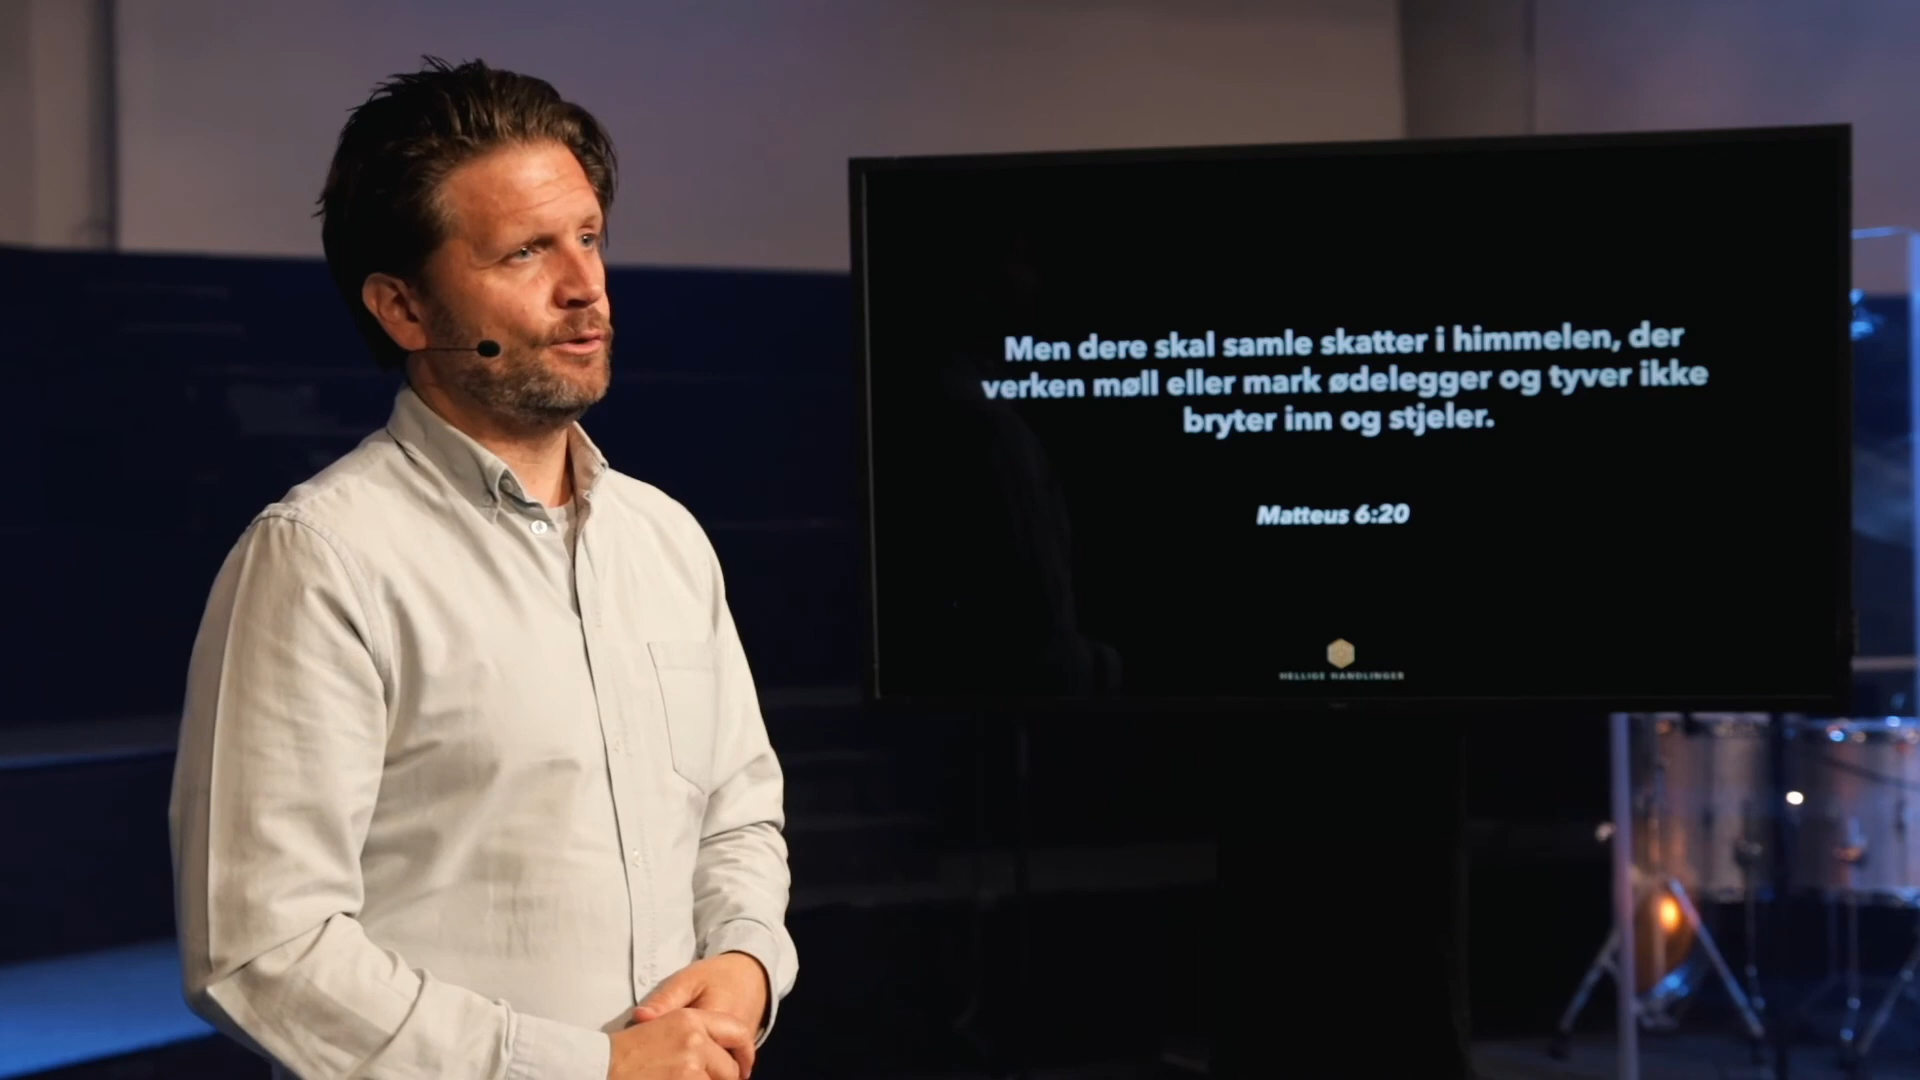 Men dere skal samle skatter i himmelen, der
verken møll eller mark ødelegger og tyver ikke
bryter inn og stjeler.
Matteus 6:20
HELLIGE HANDLINGER